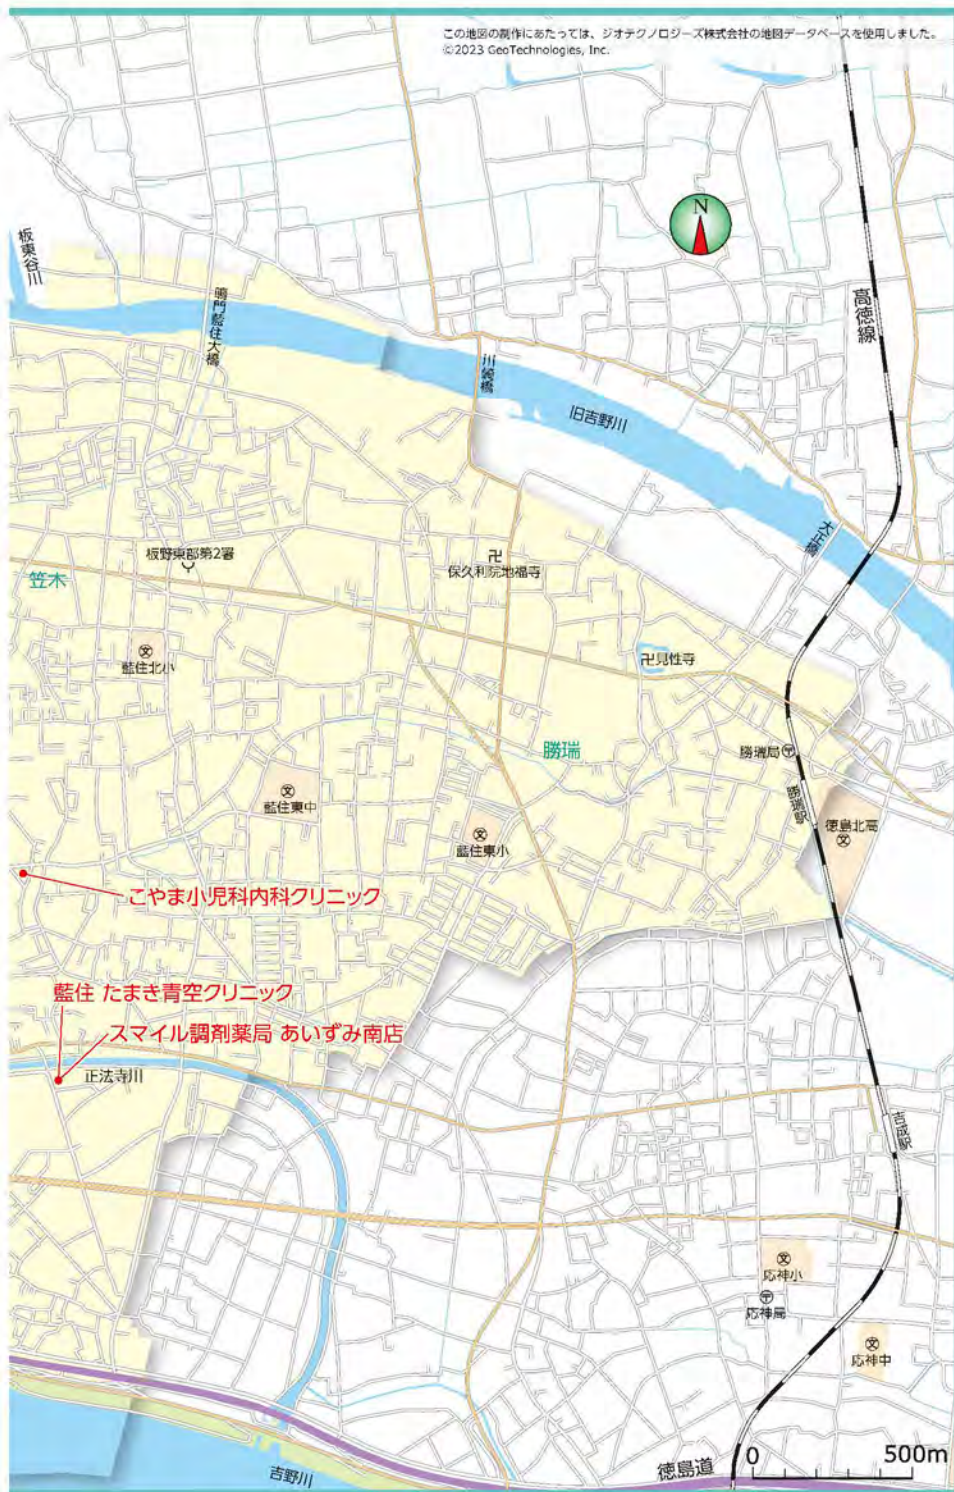 この地図の制作にあたっては、ジオテクノロジーズ株式会社の地図データベースを使用しました。
©2023 GeoTechnologies, Inc.
N
板東谷川
鳴門藍住大橋
高徳線
川崎橋
旧吉野川
大正橋
板野東部第2署
笠木
保久利院地福寺
藍住北小
見性寺
勝瑞
勝瑞局
藍住東中
勝瑞駅
徳島北高
藍住東小
こやま小児科内科クリニック
藍住 たまき青空クリニック
スマイル調剤薬局 あいずみ南店
正法寺川
吉成駅
応神小
応神局
応神中
0 500m
徳島道
吉野川